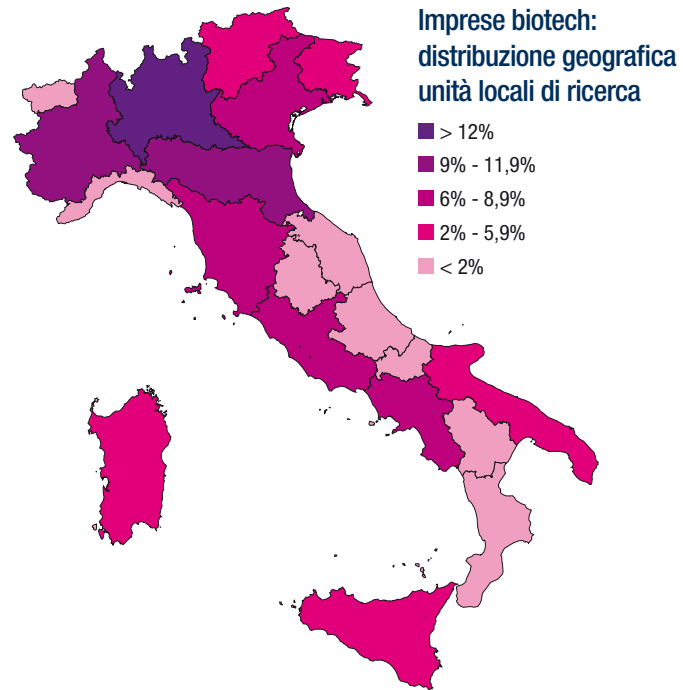 Imprese biotech:
distribuzione geografica
unità locali di ricerca
> 12%
9% - 11,9%
6% - 8,9%
2% - 5,9%
< 2%